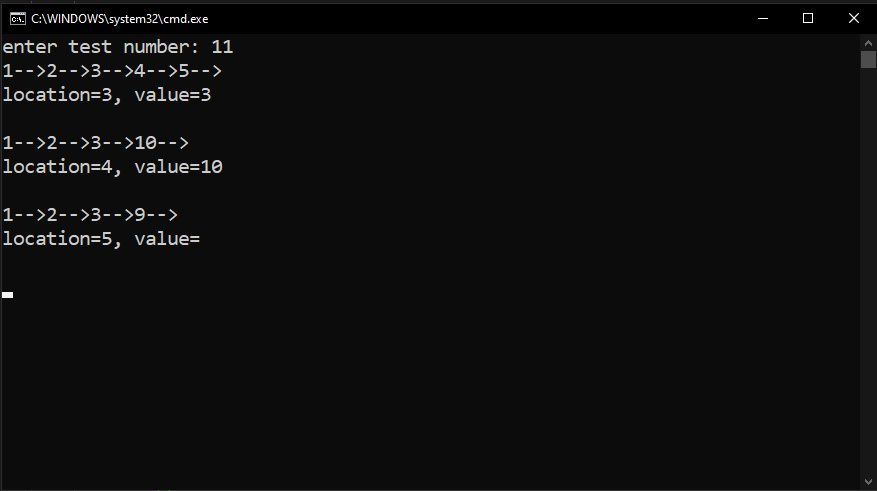 C:\WINDOWS\system32\cmd.exe
enter test number: 11
1-->2-->3-->4-->5-->
location=3, value=3
1-->2-->3-->10-->
location=4, value=10
1-->2-->3-->9-->
location=5, value=